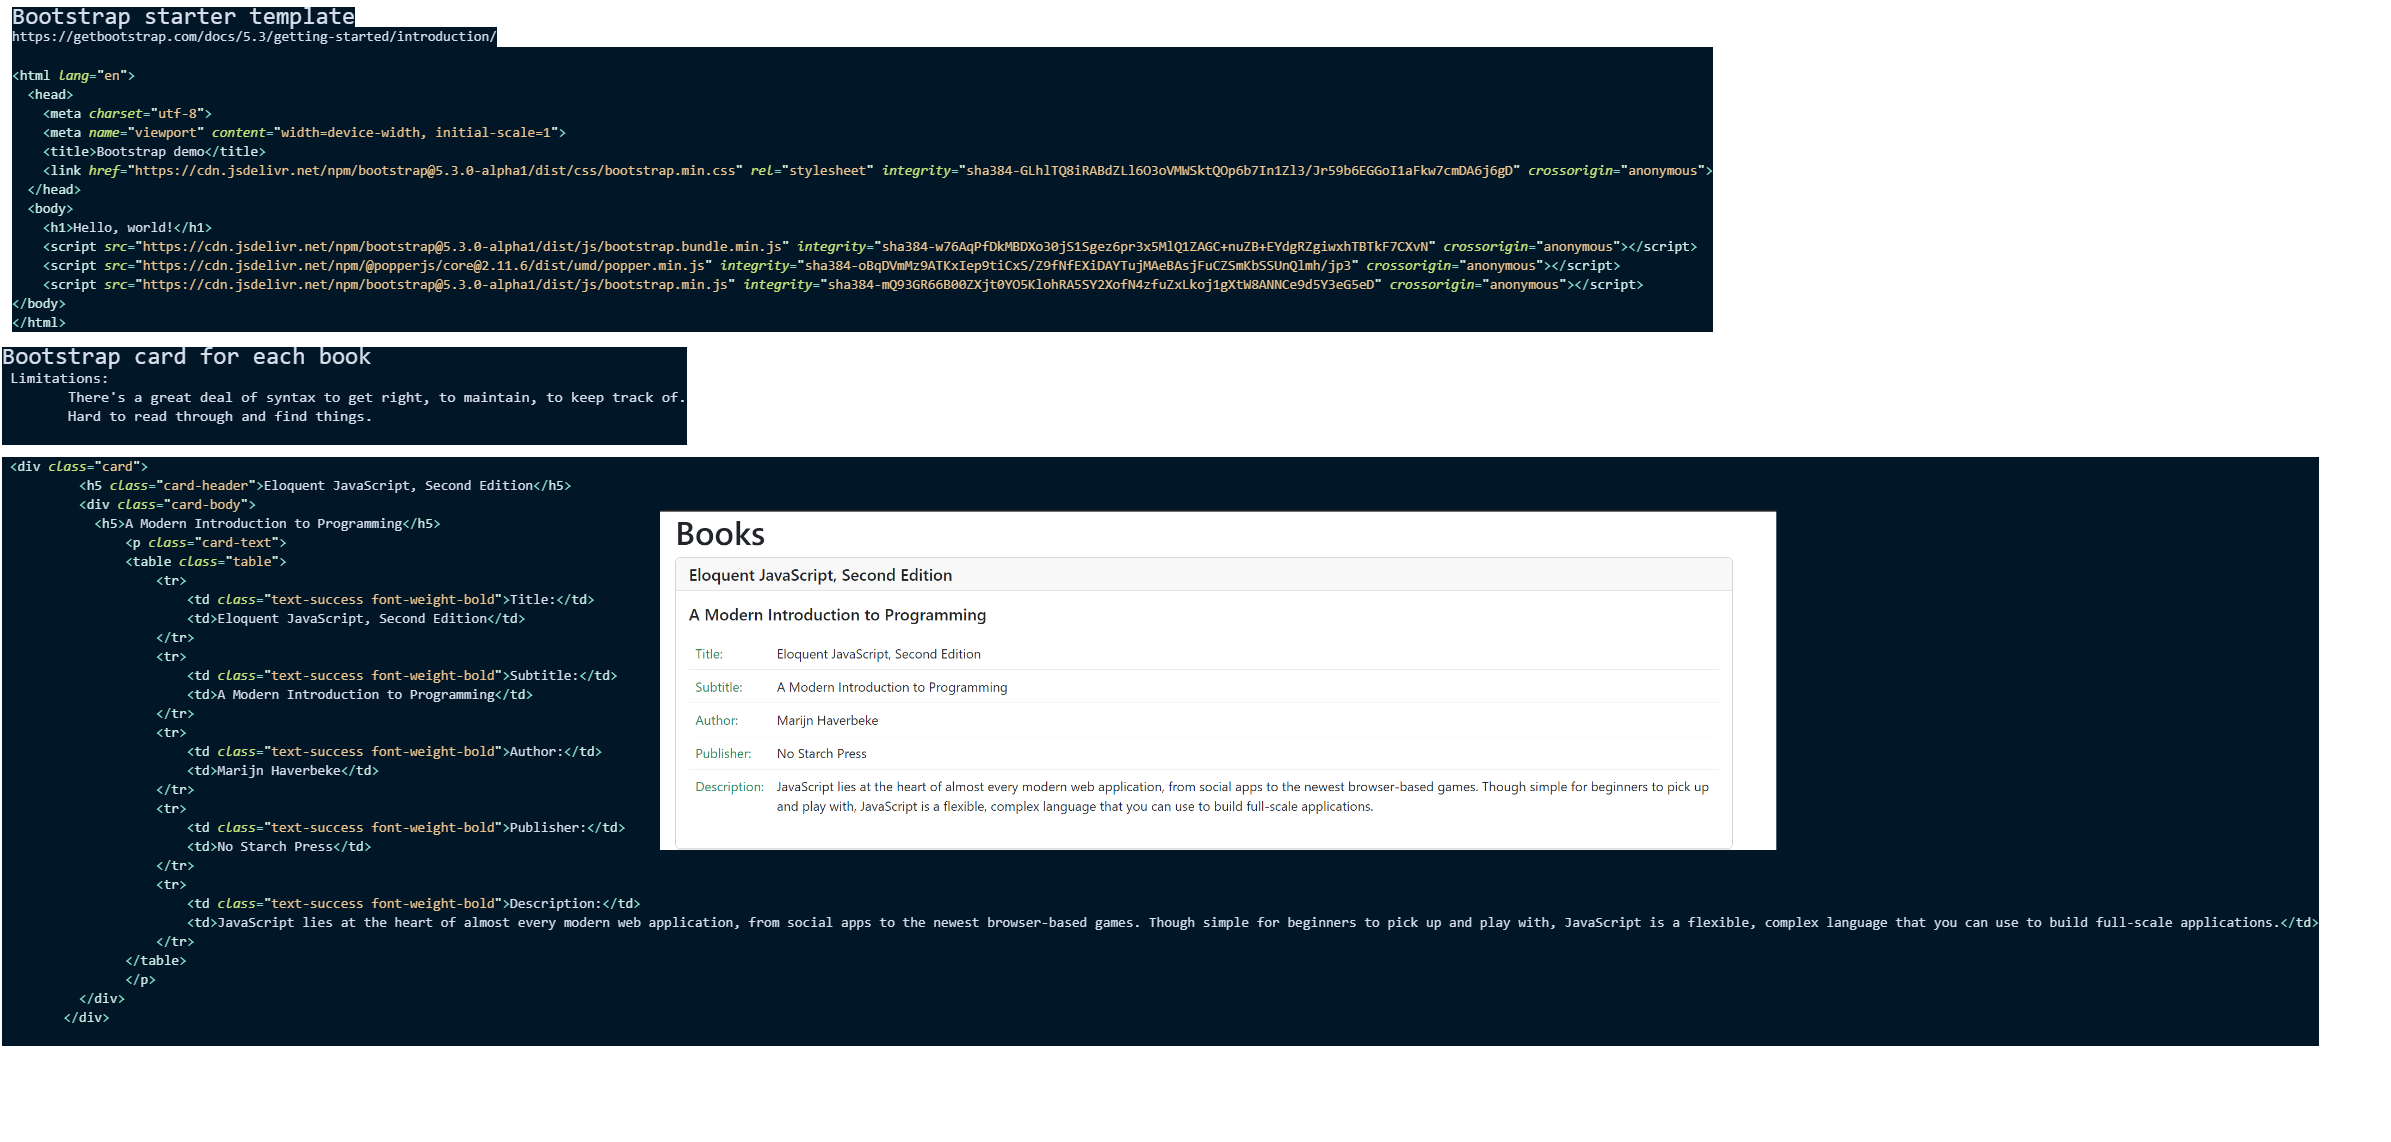 Bootstrap starter template
https://getbootstrap.com/docs/5.3/getting-started/introduction/
<html lang="en">
<head>
<meta charset="utf-8">
<meta name="viewport" content="width=device-width, initial-scale=1">
<title>Bootstrap demo</title>
<link href="https://cdn.jsdelivr.net/npm/bootstrap@5.3.0-alpha1/dist/css/bootstrap.min.css" rel="stylesheet" integrity="sha384-GLhlTQ8iRABdZLl6O3oVMWSktQOp6b7In1Zl3/Jr59b6EGGoI1aFkw7cmDA6j6gD" crossorigin="anonymous">
</head>
<body>
<h1>Hello, world!</h1>
<script src="https://cdn.jsdelivr.net/npm/bootstrap@5.3.0-alpha1/dist/js/bootstrap.bundle.min.js" integrity="sha384-w76AqPfDkMBDXo30jS1Sgez6pr3x5MlQ1ZAGC+nuZB+EYdgRZgiwxhTBTkF7CXvN" crossorigin="anonymous"></script>
<script src="https://cdn.jsdelivr.net/npm/@popperjs/core@2.11.6/dist/umd/popper.min.js" integrity="sha384-oBqDVmMz9ATKxIep9tiCxS/Z9fNfEXiDAYTujMAeBAsjFuCZSmKbSSUnQlmh/jp3" crossorigin="anonymous"></script>
<script src="https://cdn.jsdelivr.net/npm/bootstrap@5.3.0-alpha1/dist/js/bootstrap.min.js" integrity="sha384-mQ93GR66B00ZXjt0YO5KlohRA5SY2XofN4zfuZxLkoj1gXtW8ANNCe9d5Y3eG5eD" crossorigin="anonymous"></script>
</body>
</html>
Bootstrap card for each book
Limitations:
There's a great deal of syntax to get right, to maintain, to keep track of.
Hard to read through and find things.
<div class="card">
<h5 class="card-header">Eloquent JavaScript, Second Edition</h5>
<div class="card-body">
<h5>A Modern Introduction to Programming</h5>
<p class="card-text">
<table class="table">
<tr>
<td class="text-success font-weight-bold">Title:</td>
<td>Eloquent JavaScript, Second Edition</td>
</tr>
<tr>
<td class="text-success font-weight-bold">Subtitle:</td>
<td>A Modern Introduction to Programming</td>
</tr>
<tr>
<td class="text-success font-weight-bold">Author:</td>
<td>Marijn Haverbeke</td>
</tr>
<tr>
<td class="text-success font-weight-bold">Publisher:</td>
<td>No Starch Press</td>
</tr>
<tr>
<td class="text-success font-weight-bold">Description:</td>
<td>JavaScript lies at the heart of almost every modern web application, from social apps to the newest browser-based games. Though simple for beginners to pick up and play with, JavaScript is a flexible, complex language that you can use to build full-scale applications.</td>
</tr>
</table>
</p>
</div>
</div>
Books
Eloquent JavaScript, Second Edition
A Modern Introduction to Programming
Title: Eloquent JavaScript, Second Edition
Subtitle: A Modern Introduction to Programming
Author: Marijn Haverbeke
Publisher: No Starch Press
Description: JavaScript lies at the heart of almost every modern web application, from social apps to the newest browser-based games. Though simple for beginners to pick up
and play with, JavaScript is a flexible, complex language that you can use to build full-scale applications.